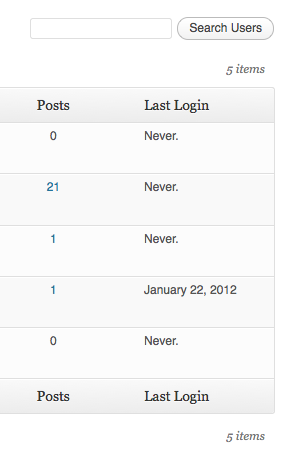 Search Users
5 items
Posts Last Login
0 Never.
21 Never.
1 Never.
1 January 22, 2012
0 Never.
Posts Last Login
5 items